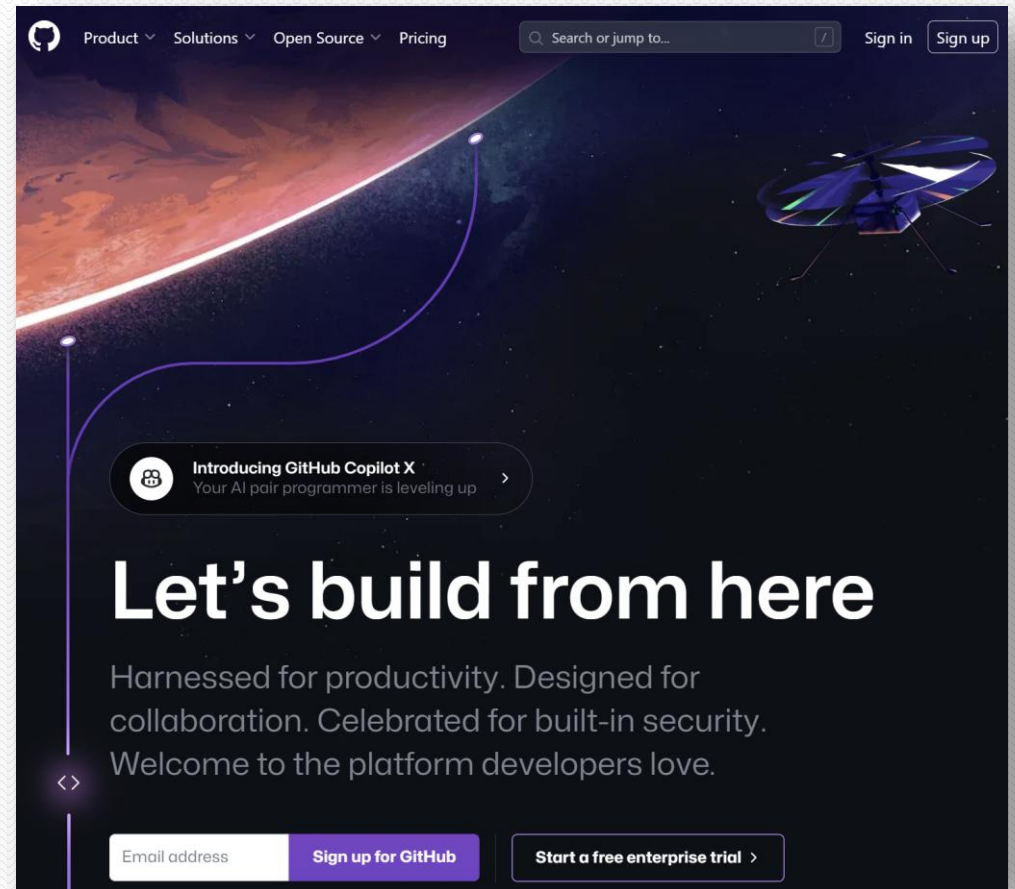 Product
Solutions
Open Source
Pricing
Search or jump to...
/
Sign in
Sign up
Introducing GitHub Copilot X
Your AI pair programmer is leveling up
Let’s build from here
Harnessed for productivity. Designed for
collaboration. Celebrated for built-in security.
Welcome to the platform developers love.
Email address
Sign up for GitHub
Start a free enterprise trial